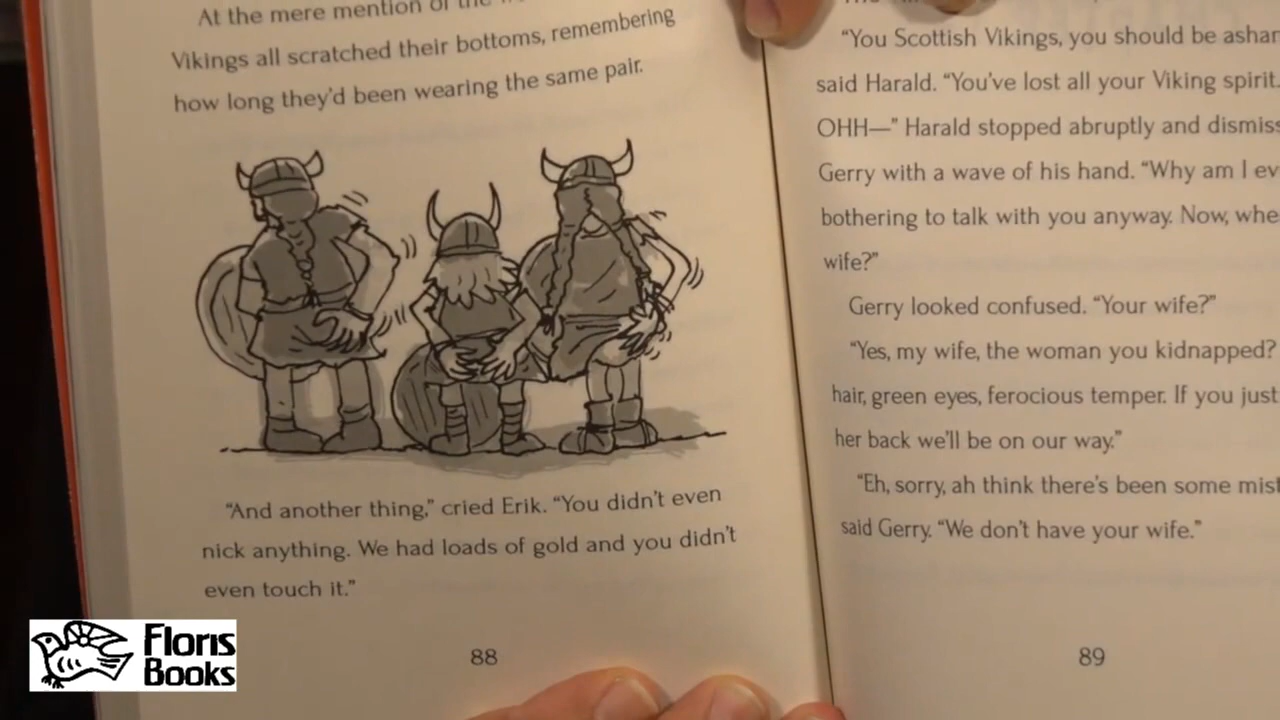 At the mere mention of the
Vikings all scratched their bottoms, remembering
how long they'd been wearing the same pair.
"And another thing," cried Erik. "You didn't even
nick anything. We had loads of gold and you didn't
even touch it."
88
"You Scottish Vikings, you should be
said Harald. "You've lost all your Viking spirit.
OHH—" Harald stopped abruptly and
Gerry with a wave of his hand. "Why am I
bothering to talk with you anyway. Now,
wife?"
Gerry looked confused. "Your wife?"
"Yes, my wife, the woman you kidnapped?
hair, green eyes, ferocious temper. If you just
her back we'll be on our way."
"Eh, sorry, ah think there's been some
said Gerry. "We don't have your wife."
89
Floris
Books